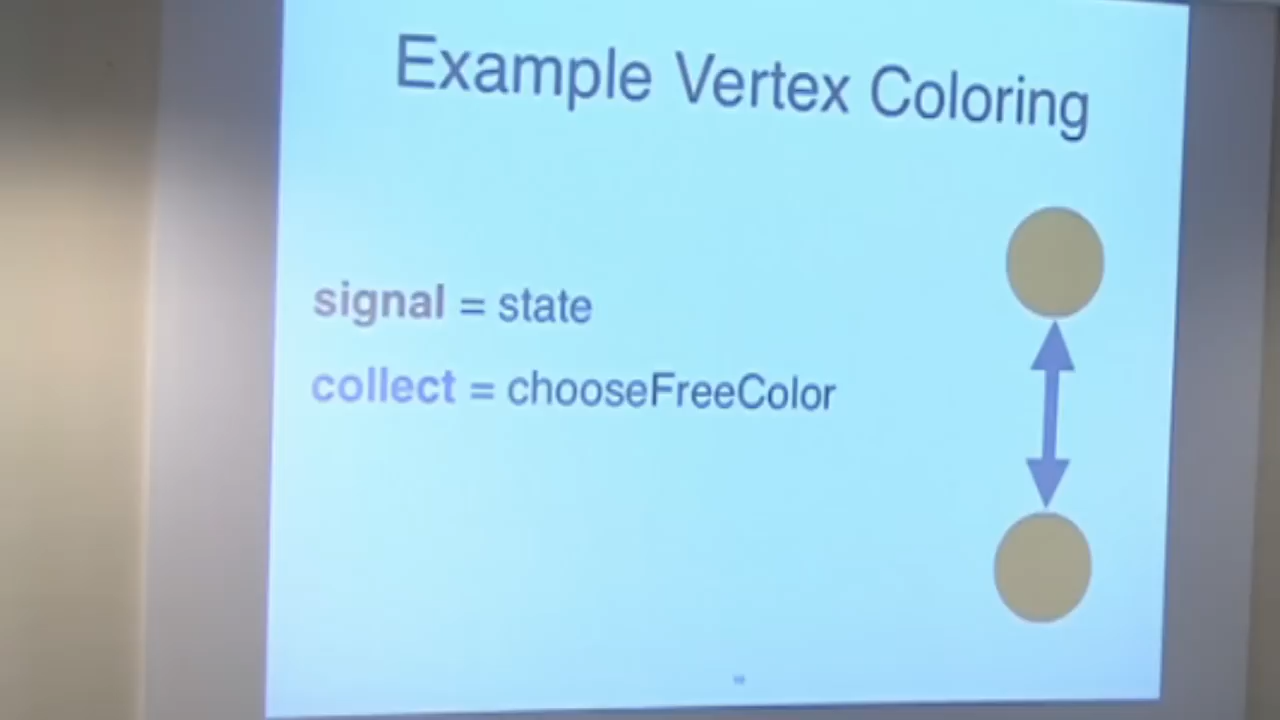 Example Vertex Coloring
signal = state
collect = chooseFreeColor